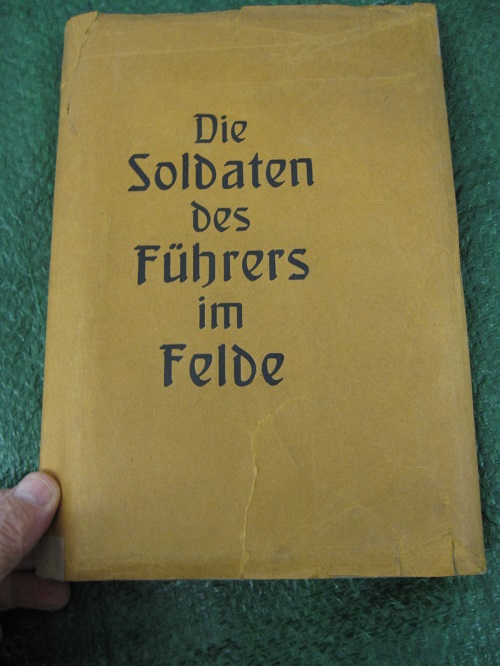 Die
Soldaten
des
Führers
im
Felde